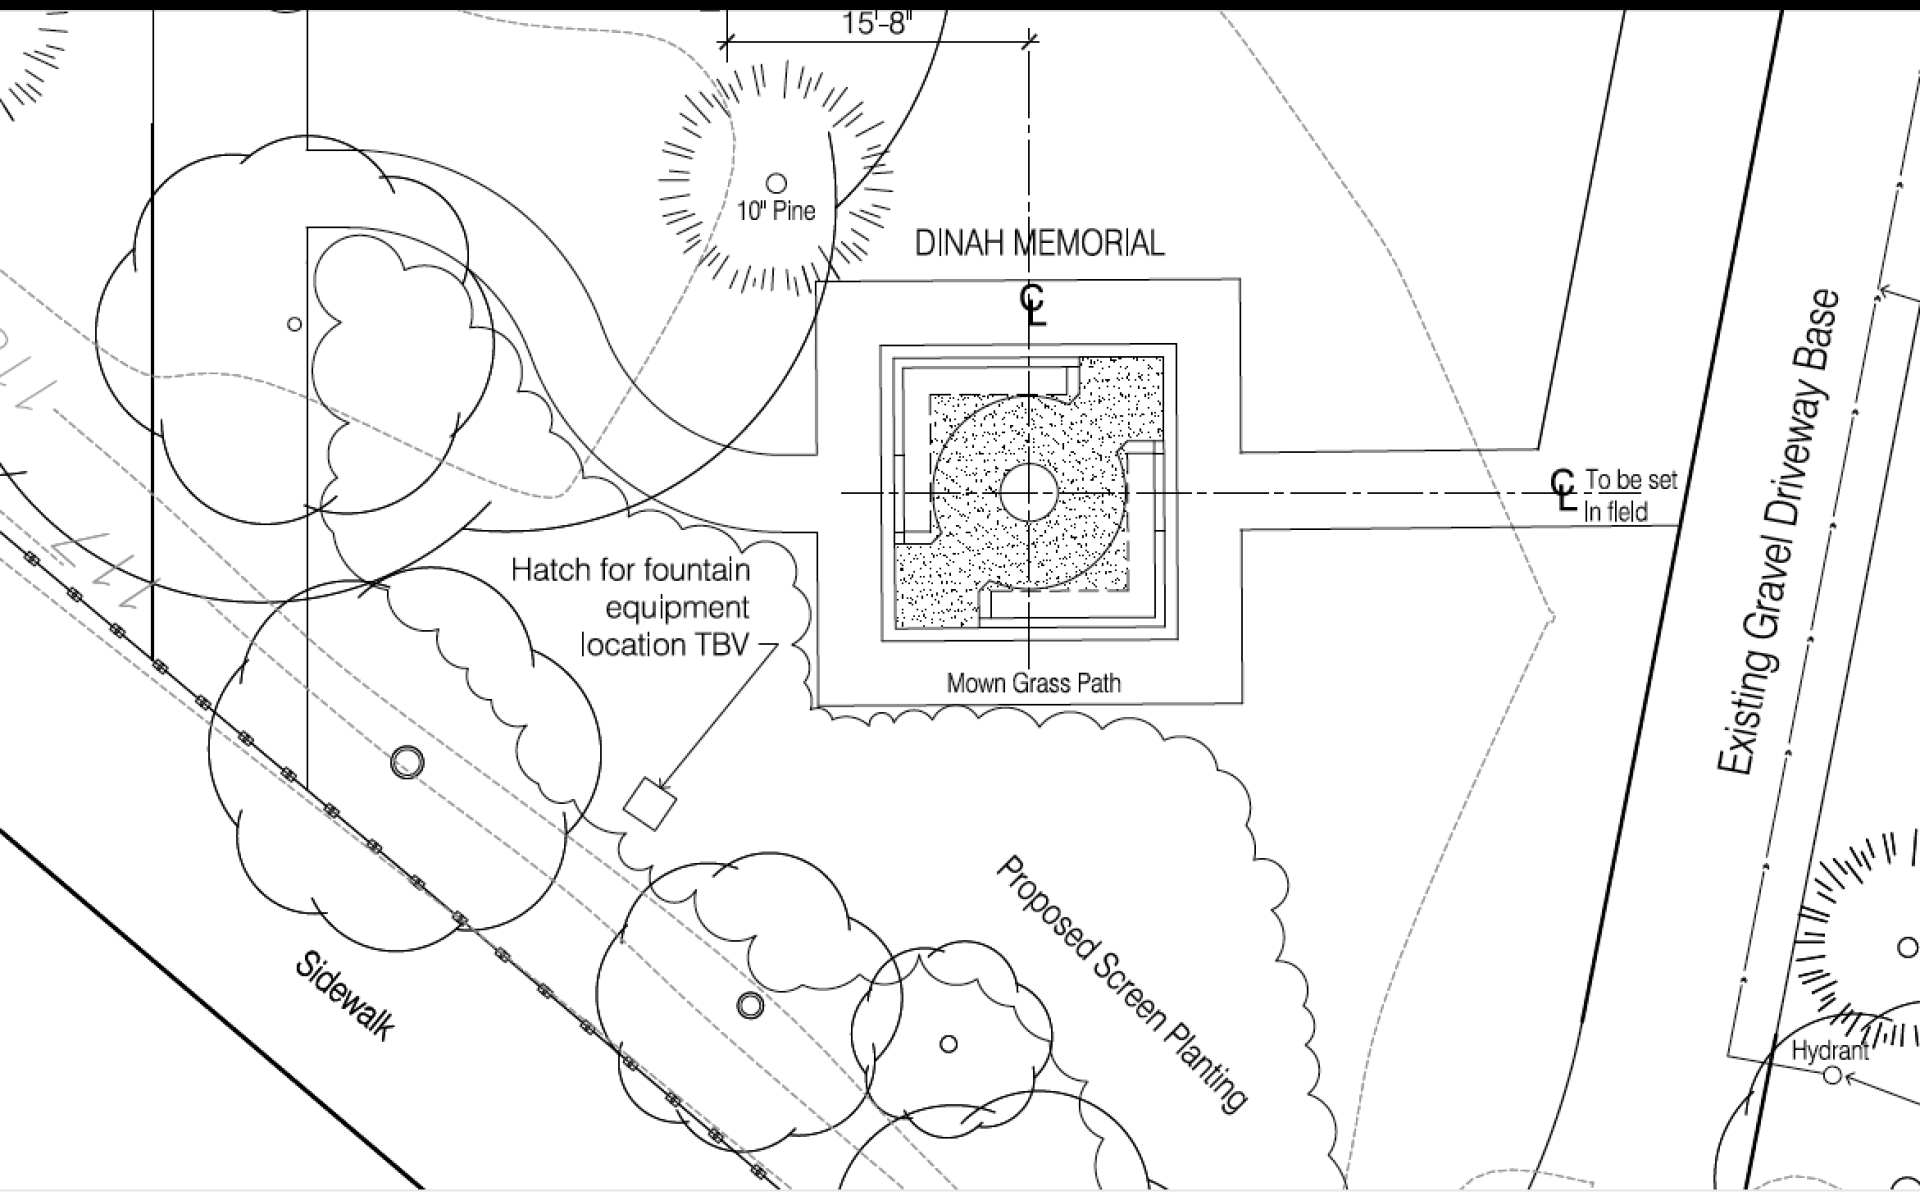 15'-8"
10" Pine
DINAH MEMORIAL
CL
CL
To be set
In field
Existing Gravel Driveway Base
117
Hatch for fountain
equipment
location TBV
Mown Grass Path
Proposed Screen Planting
Sidewalk
Hydrant